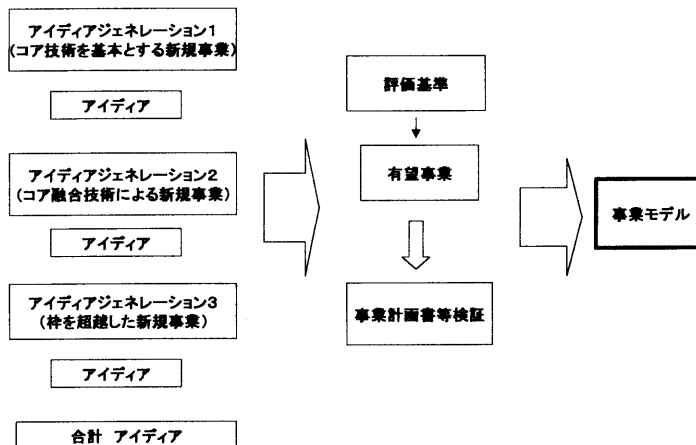 アイディアジェネレーション1
(コア技術を基本とする新規事業)
アイディア
アイディアジェネレーション2
(コア融合技術による新規事業)
アイディア
アイディアジェネレーション3
(枠を超越した新規事業)
アイディア
合計 アイディア
評価基準
有望事業
事業計画書等検証
事業モデル